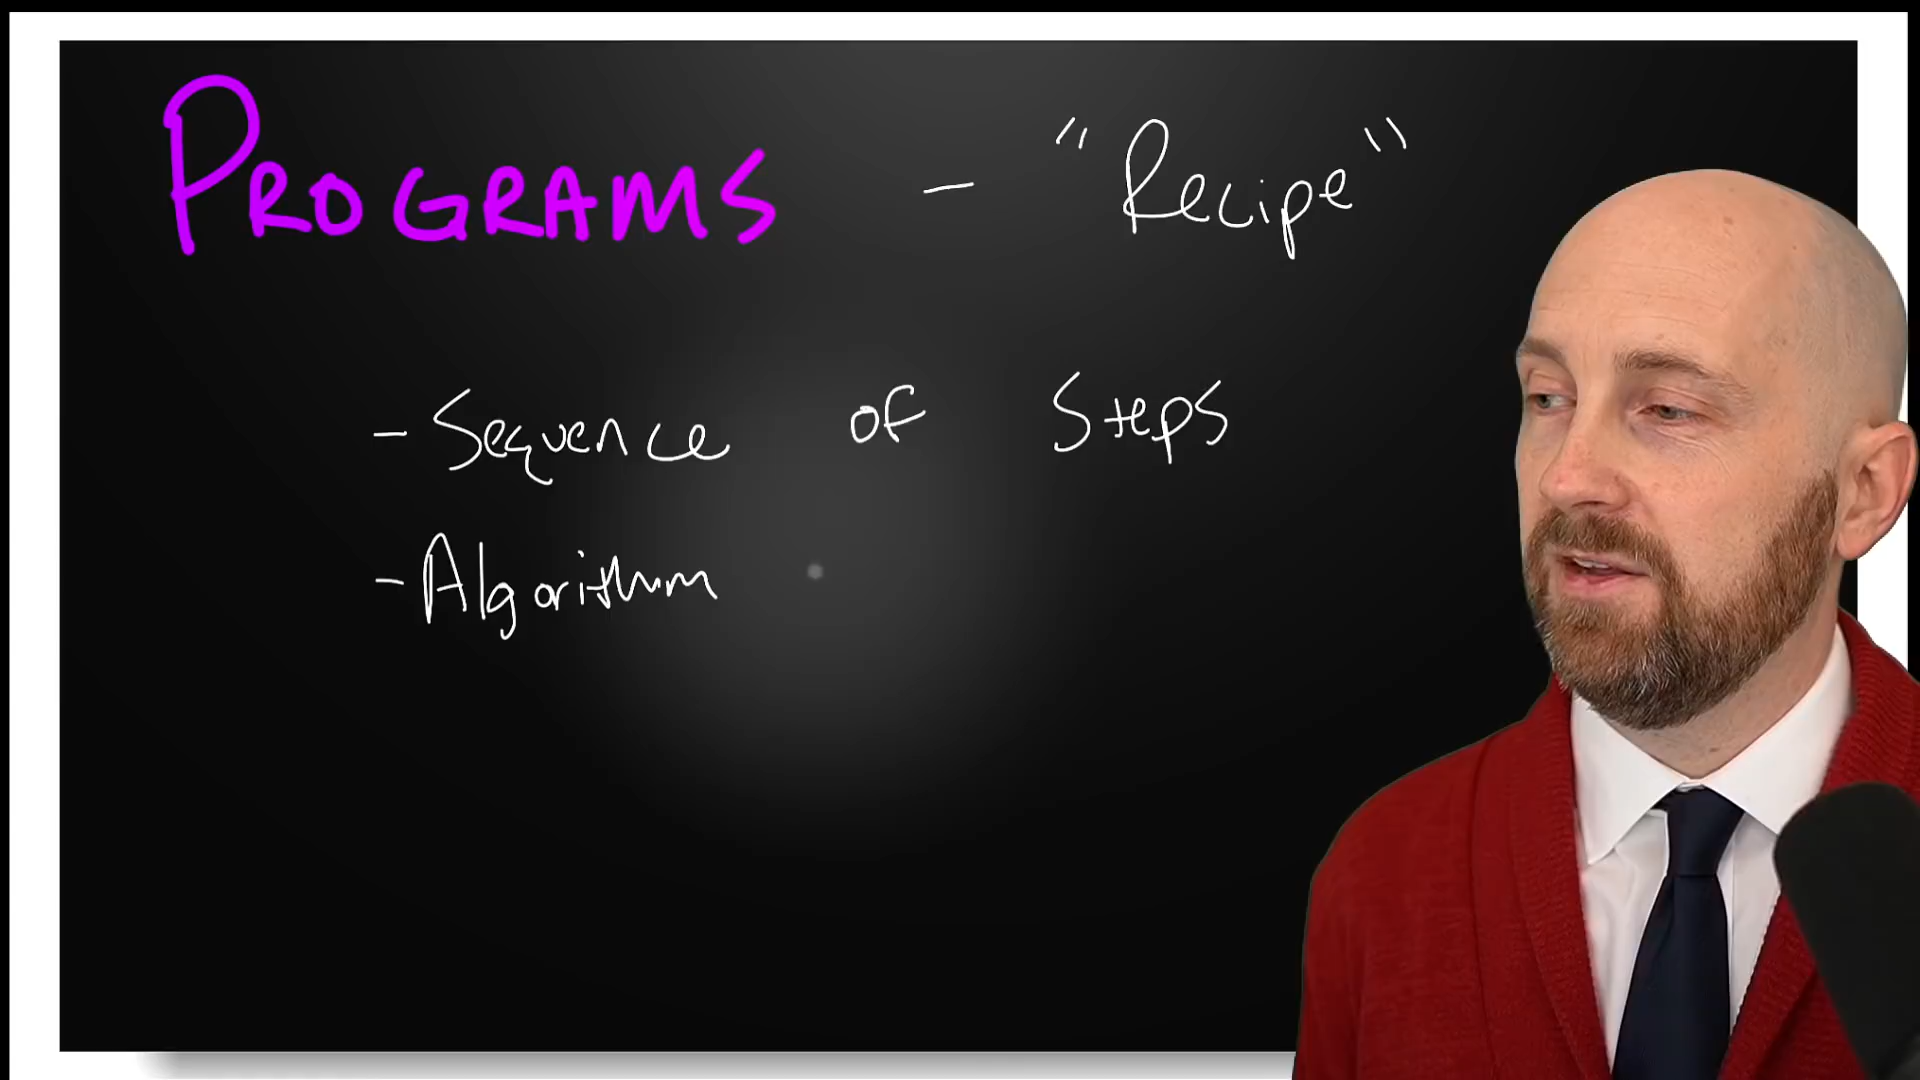 PROGRAMS - "Recipe"
- Sequence of Steps
- Algorithm